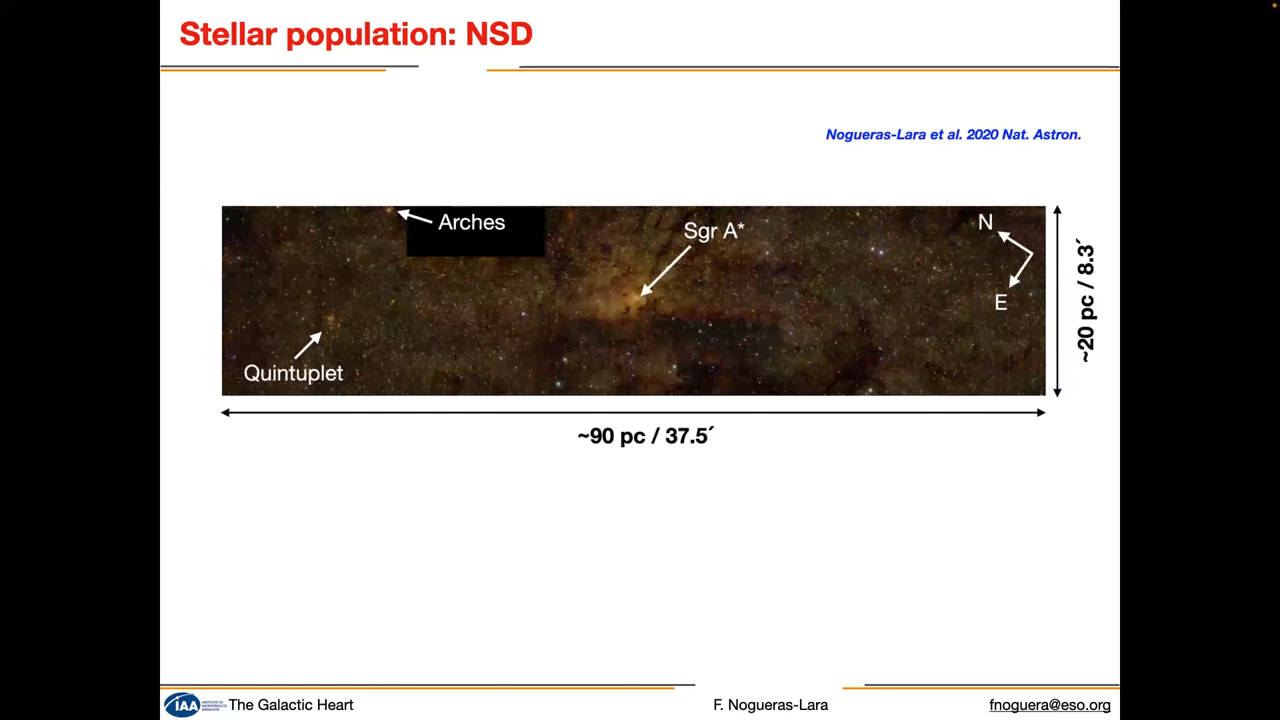 Stellar population: NSD
Nogueras-Lara et al. 2020 Nat. Astron.
Arches
Sgr A*
N
E
Quintuplet
~20 pc / 8.3´
~90 pc / 37.5´
IAA
The Galactic Heart
F. Nogueras-Lara
fnoguera@eso.org